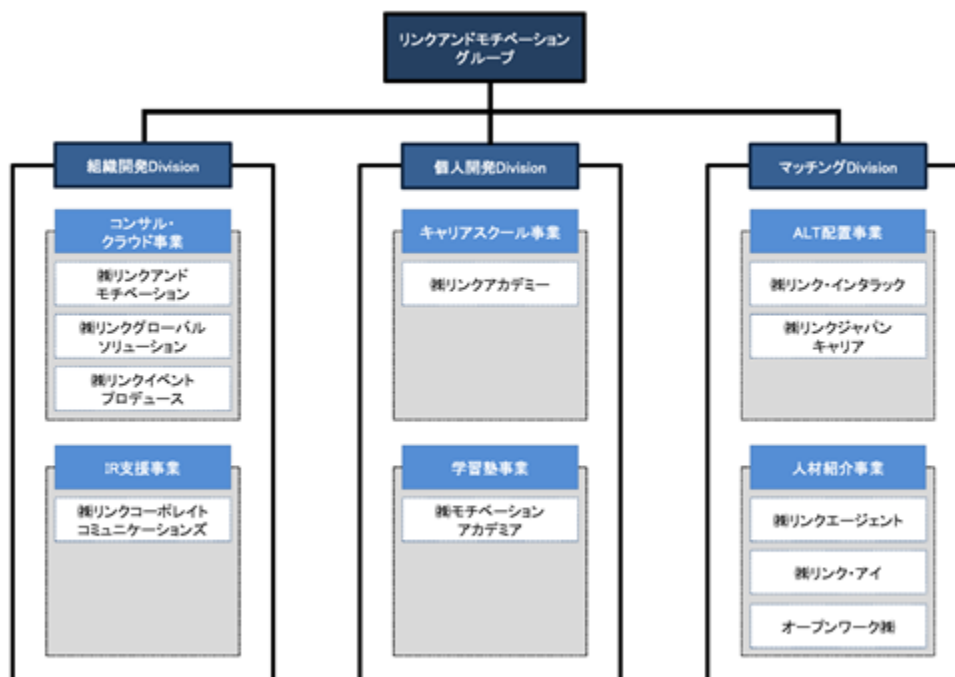 リンクアンドモチベーション
グループ
組織開発Division
個人開発Division
マッチングDivision
コンサル・
クラウド事業
㈱リンクアンド
モチベーション
㈱リンクグローバル
ソリューション
㈱リンクイベント
プロデュース
IR支援事業
㈱リンクコーポレイト
コミュニケーションズ
キャリアスクール事業
㈱リンクアカデミー
学習塾事業
㈱モチベーション
アカデミア
ALT配置事業
㈱リンク・インタラック
㈱リンクジャパン
キャリア
人材紹介事業
㈱リンクエージェント
㈱リンク・アイ
オープンワーク㈱